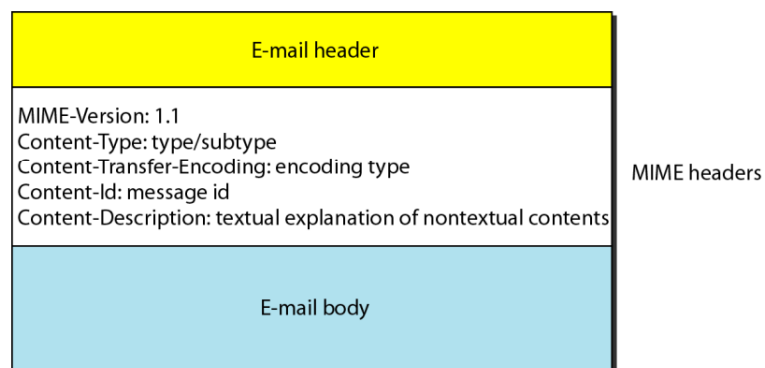 E-mail header
MIME-Version: 1.1
Content-Type: type/subtype
Content-Transfer-Encoding: encoding type
Content-Id: message id
Content-Description: textual explanation of nontextual contents
MIME headers
E-mail body